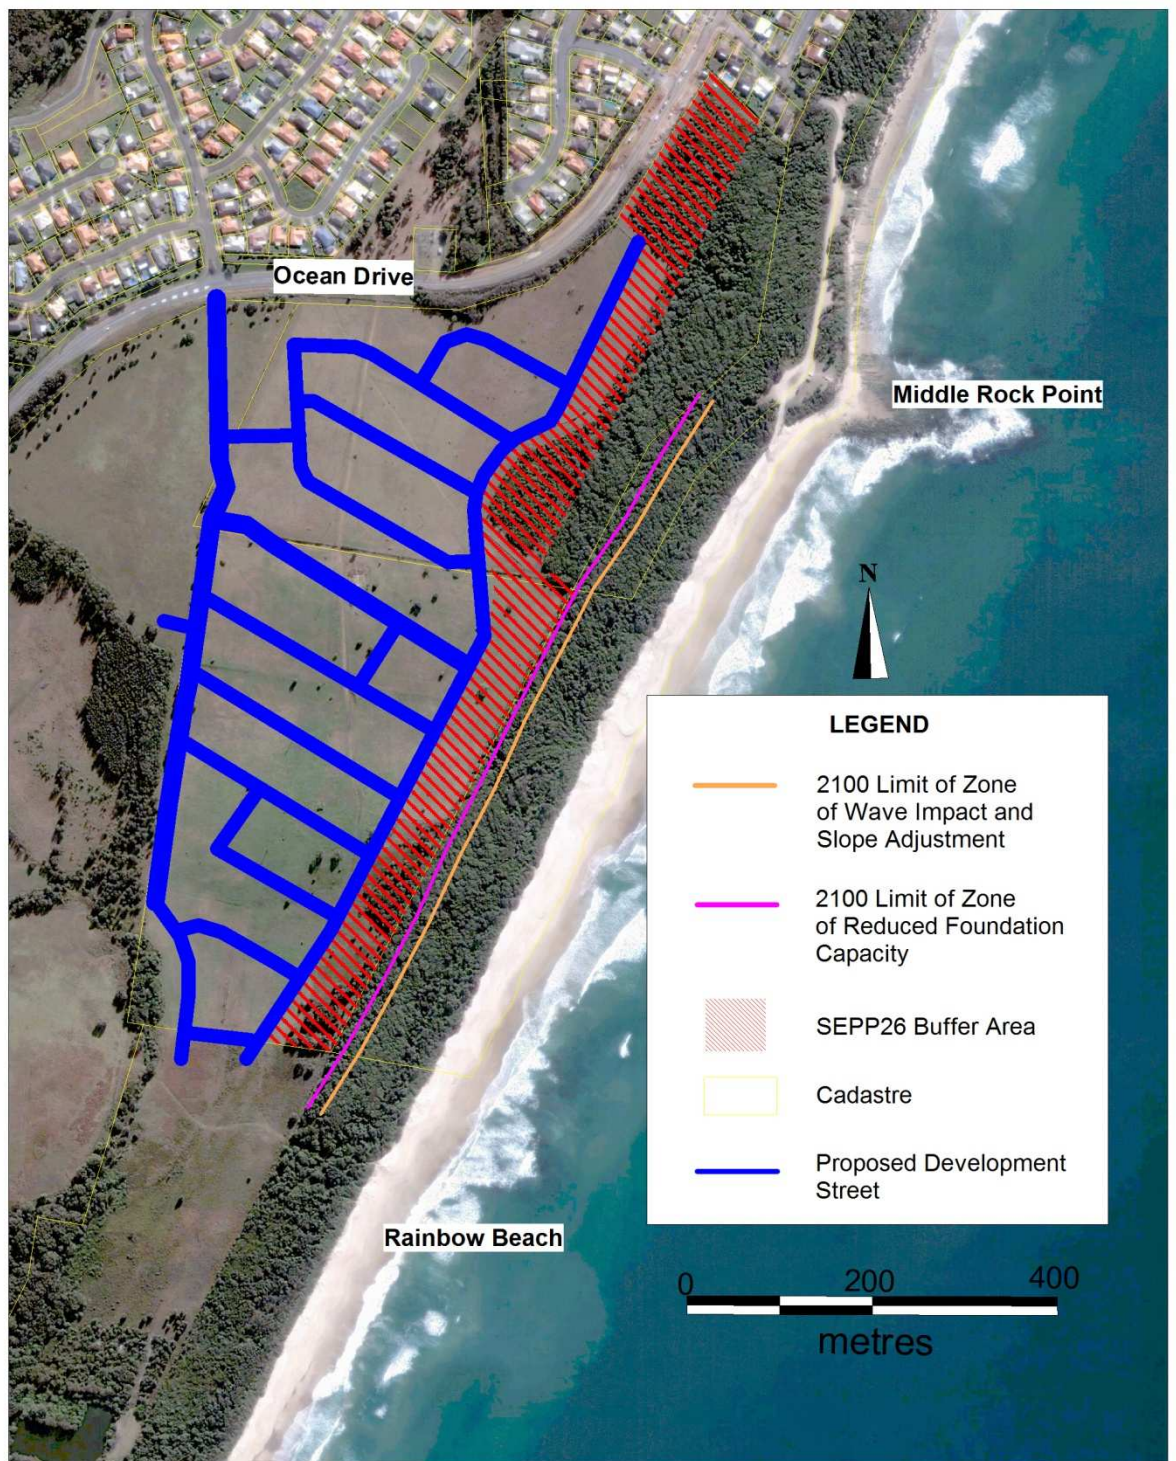 Ocean Drive
Middle Rock Point
N
LEGEND
2100 Limit of Zone
of Wave Impact and
Slope Adjustment
2100 Limit of Zone
of Reduced Foundation
Capacity
SEPP26 Buffer Area
Cadastre
Proposed Development
Street
Rainbow Beach
0 200 400
metres